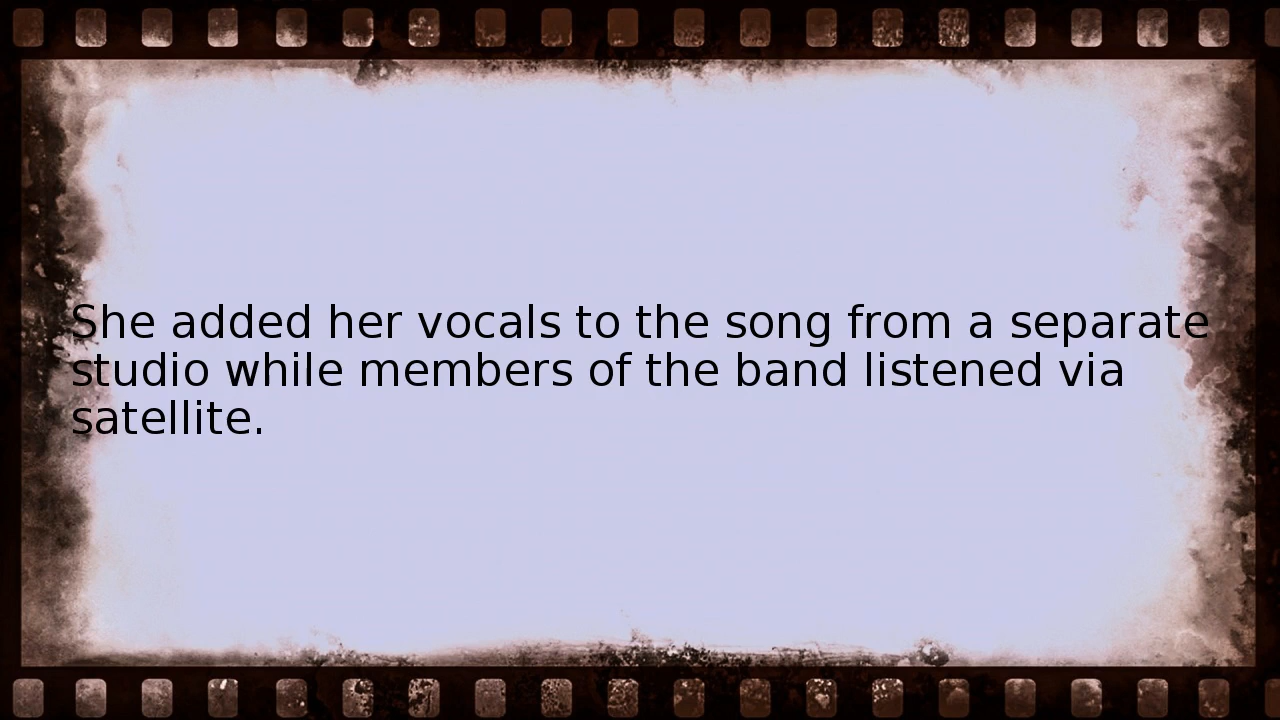 She added her vocals to the song from a separate
studio while members of the band listened via
satellite.